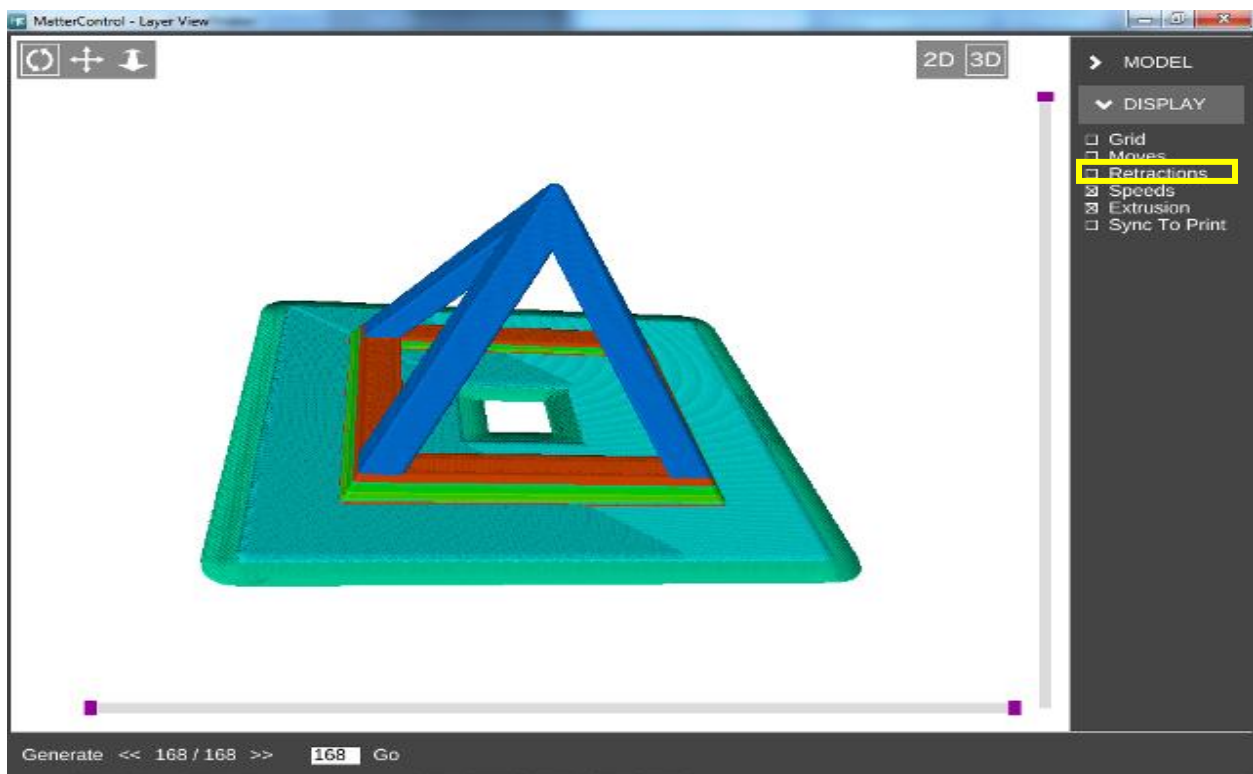 MatterControl - Layer View
2D 3D
MODEL
DISPLAY
Grid
Moves
Retractions
Speeds
Extrusion
Sync To Print
Generate << 168 / 168 >> 168 Go